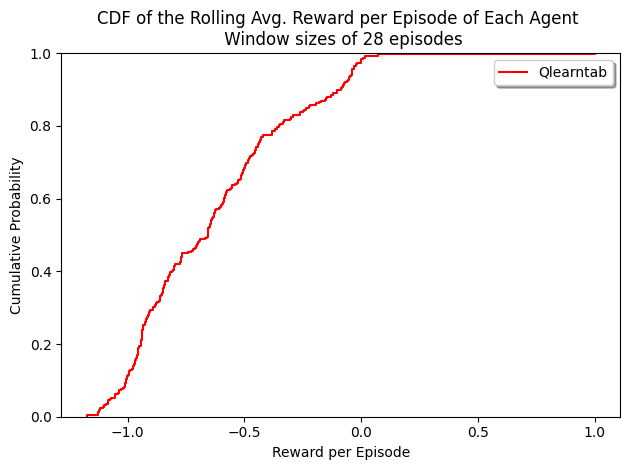 CDF of the Rolling Avg. Reward per Episode of Each Agent
Window sizes of 28 episodes
Qlearntab
Cumulative Probability
1.0
0.8
0.6
0.4
0.2
0.0
−1.0 −0.5 0.0 0.5 1.0
Reward per Episode